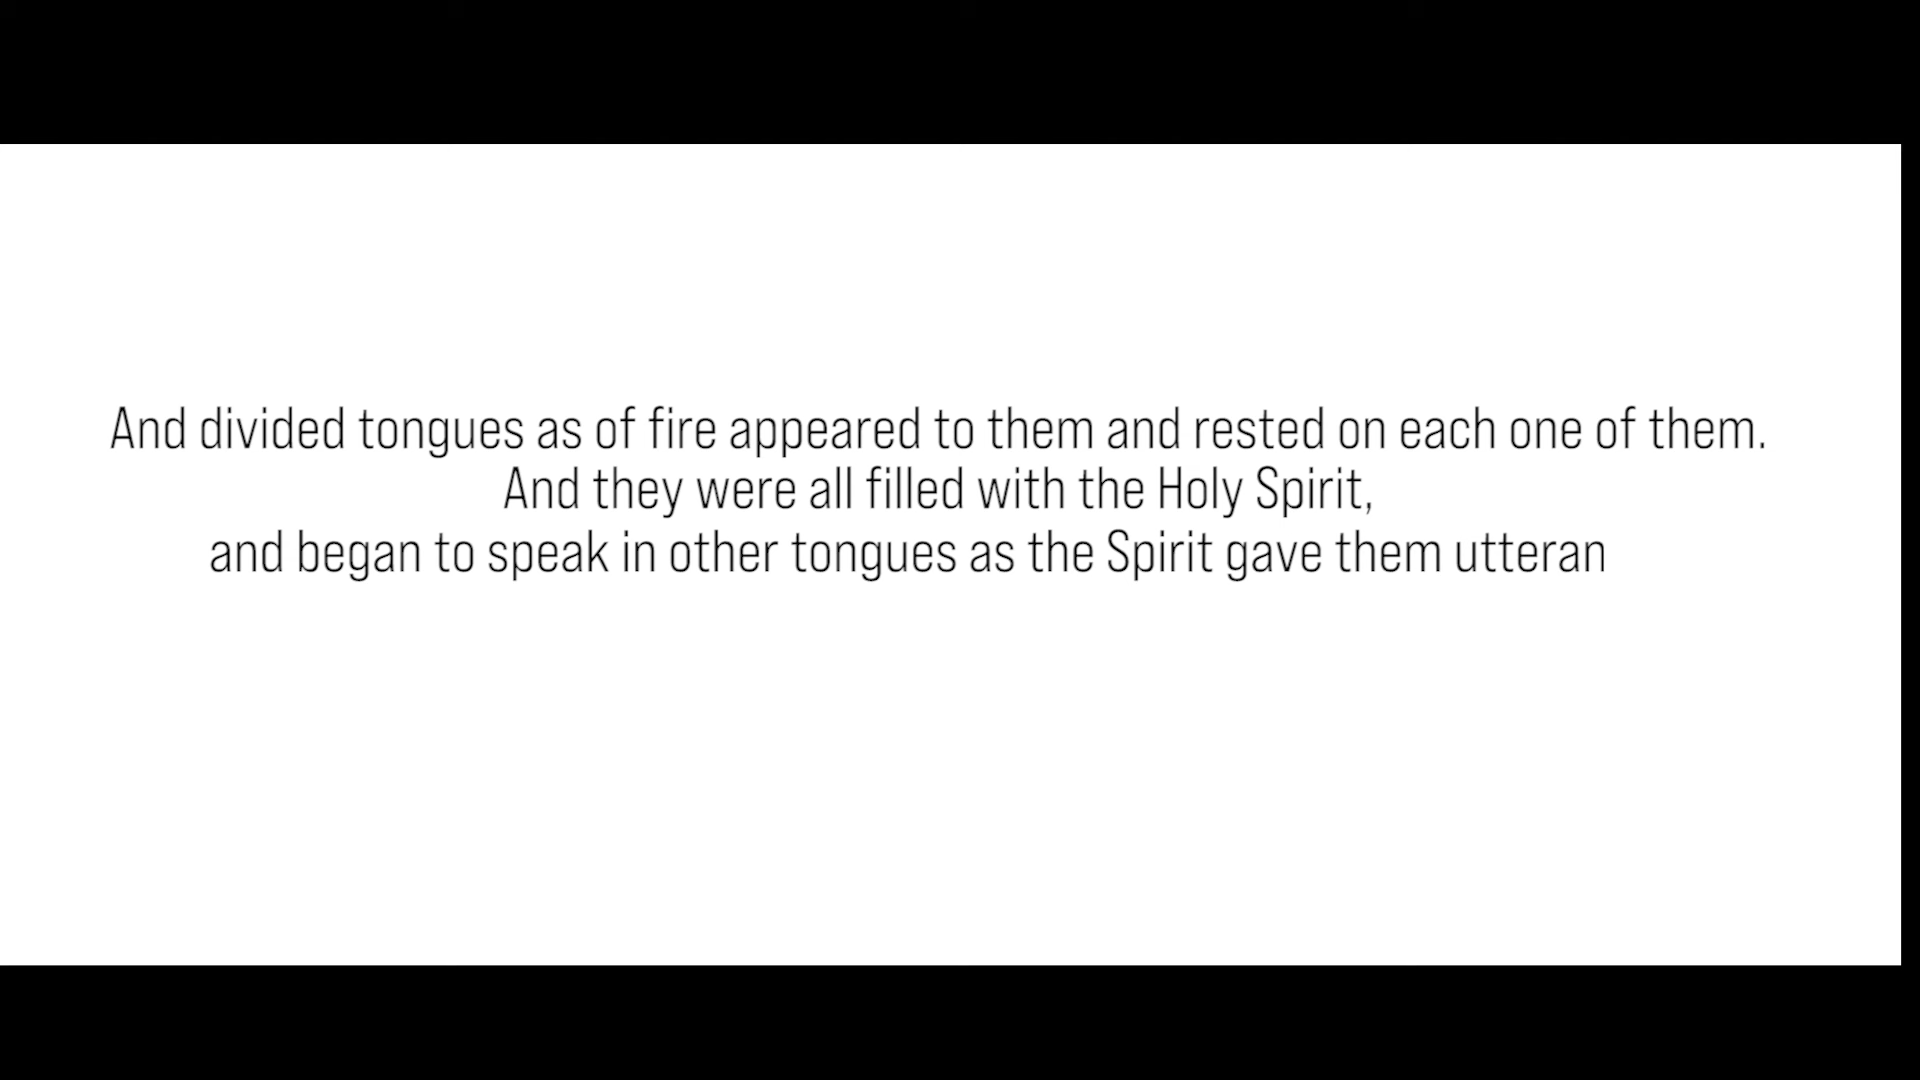 And divided tongues as of fire appeared to them and rested on each one of them.
And they were all filled with the Holy Spirit,
and began to speak in other tongues as the Spirit gave them utteran